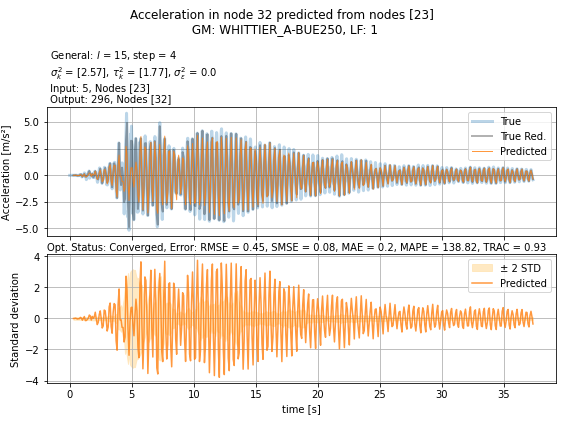 Acceleration in node 32 predicted from nodes [23]
GM: WHITTIER_A-BUE250, LF: 1
General: l = 15, step = 4
σ²ₖ = [2.57], τ²ₖ = [1.77], σ²ε = 0.0
Input: 5, Nodes [23]
Output: 296, Nodes [32]
Acceleration [m/s²]
5.0
2.5
0.0
−2.5
−5.0
True
True Red.
Predicted
Opt. Status: Converged, Error: RMSE = 0.45, SMSE = 0.08, MAE = 0.2, MAPE = 138.82, TRAC = 0.93
Standard deviation
4
2
0
−2
−4
± 2 STD
Predicted
0 5 10 15 20 25 30 35
time [s]